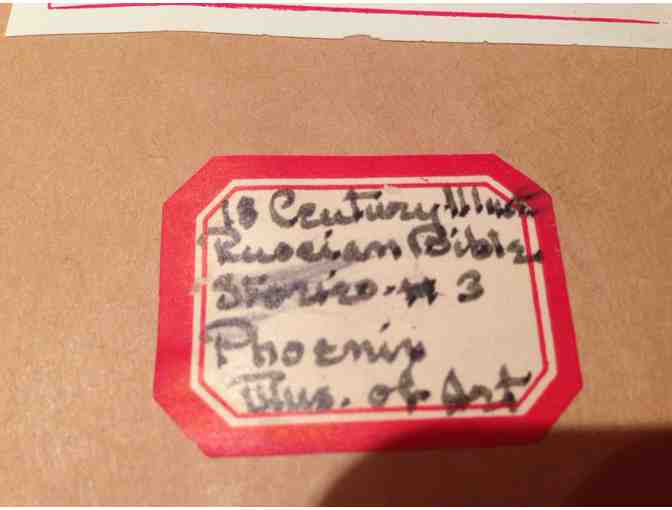 18 Century Illust
Russian Bible
Stories - # 3
Phoenix
Mus. of Art